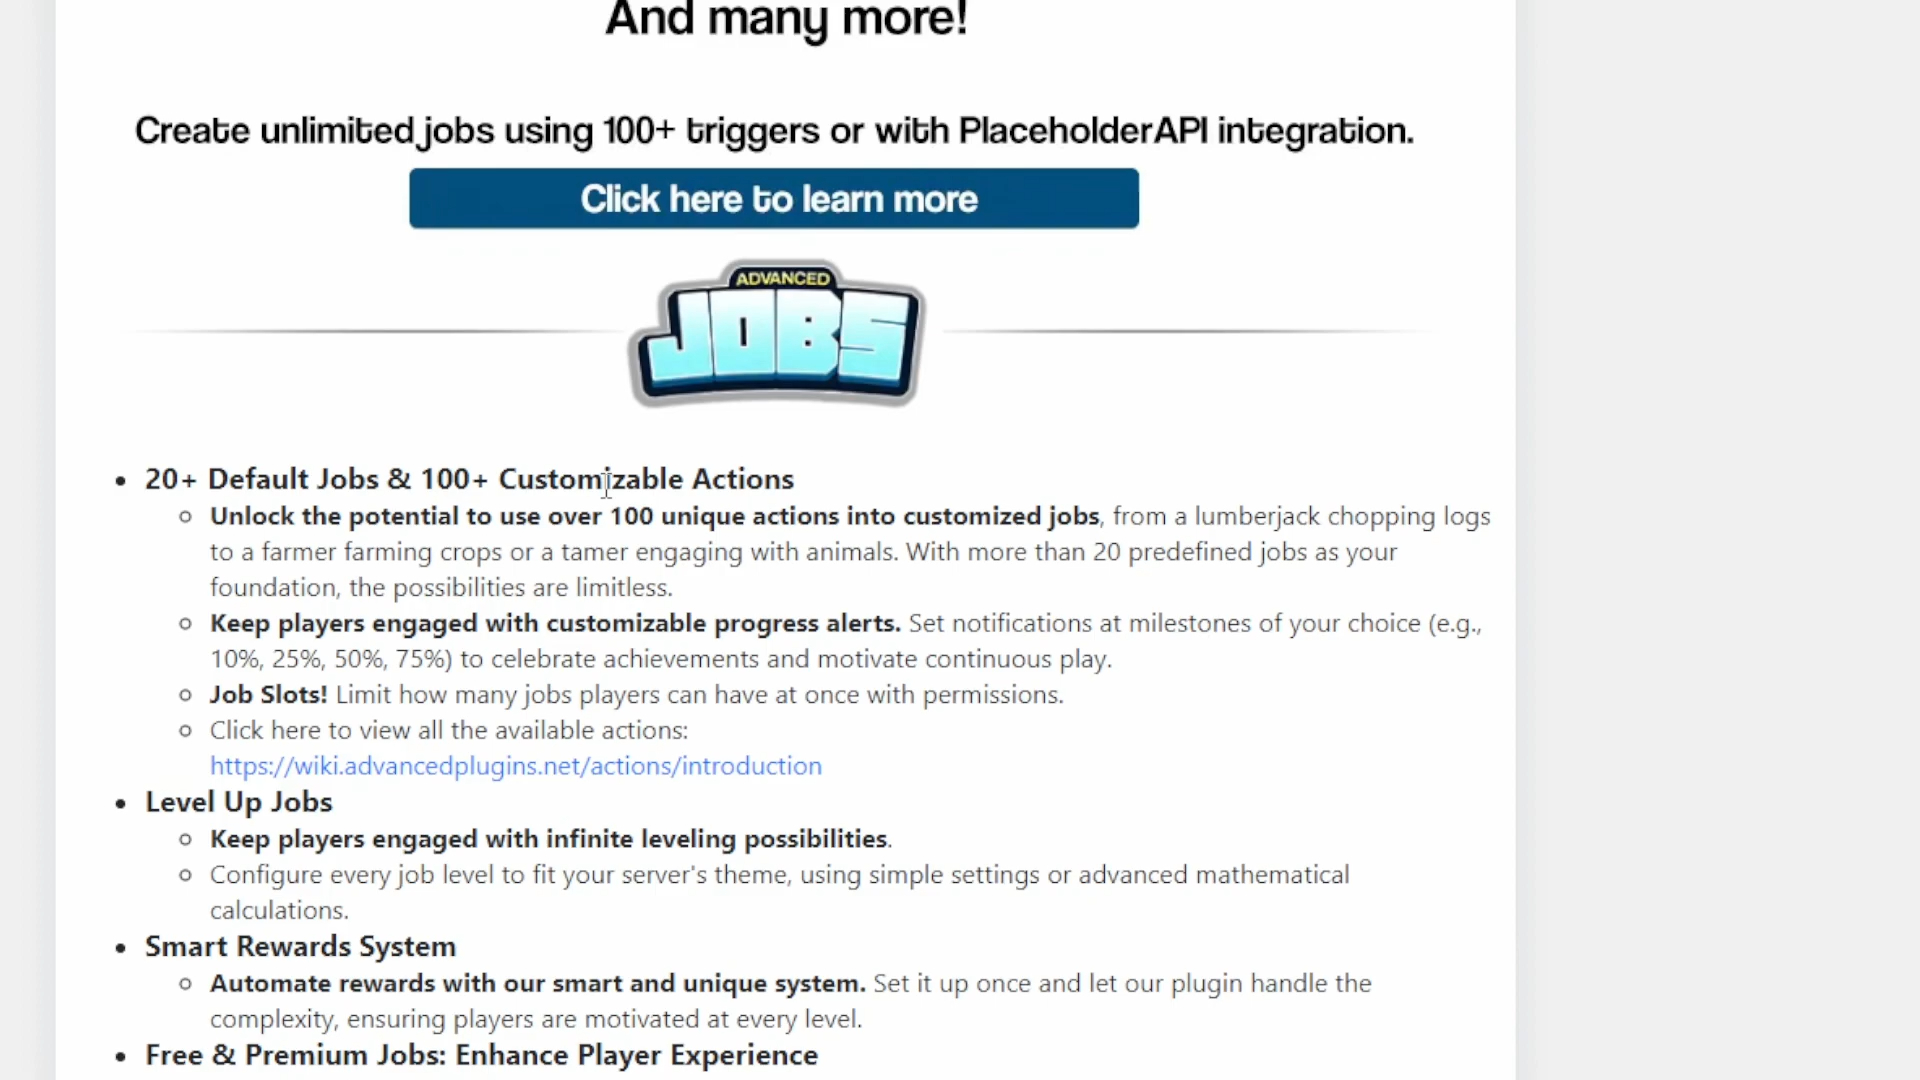 And many more!
Create unlimited jobs using 100+ triggers or with PlaceholderAPI integration.
Click here to learn more
ADVANCED
JOBS
20+ Default Jobs & 100+ Customizable Actions
Unlock the potential to use over 100 unique actions into customized jobs, from a lumberjack chopping logs
to a farmer farming crops or a tamer engaging with animals. With more than 20 predefined jobs as your
foundation, the possibilities are limitless.
Keep players engaged with customizable progress alerts. Set notifications at milestones of your choice (e.g.,
10%, 25%, 50%, 75%) to celebrate achievements and motivate continuous play.
Job Slots! Limit how many jobs players can have at once with permissions.
Click here to view all the available actions:
https://wiki.advancedplugins.net/actions/introduction
Level Up Jobs
Keep players engaged with infinite leveling possibilities.
Configure every job level to fit your server's theme, using simple settings or advanced mathematical
calculations.
Smart Rewards System
Automate rewards with our smart and unique system. Set it up once and let our plugin handle the
complexity, ensuring players are motivated at every level.
Free & Premium Jobs: Enhance Player Experience